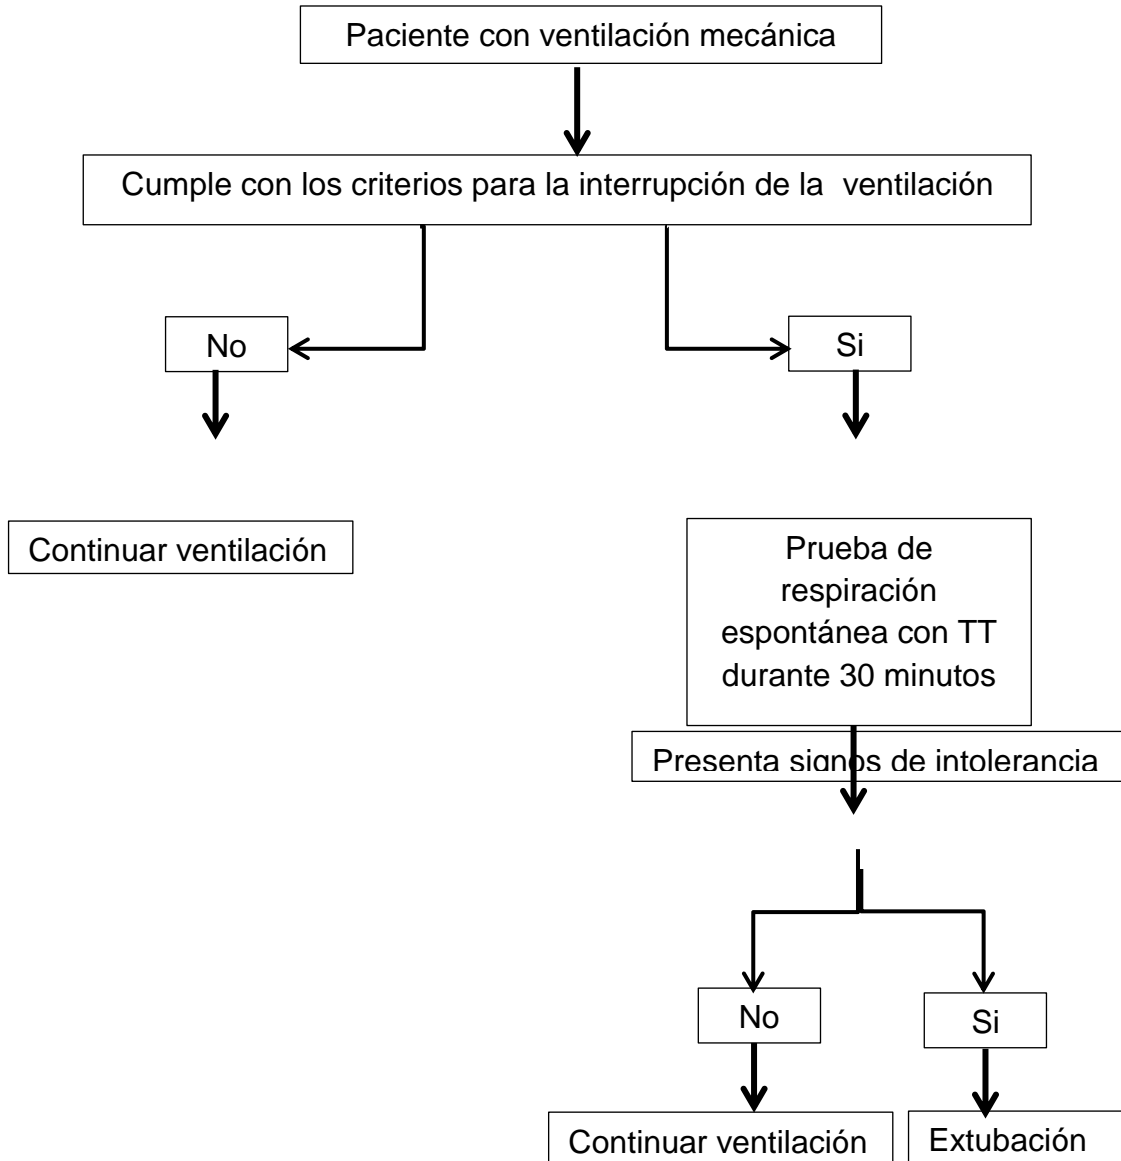 Paciente con ventilación mecánica
Cumple con los criterios para la interrupción de la ventilación
No
Si
Continuar ventilación
Prueba de
respiración
espontánea con TT
durante 30 minutos
Presenta signos de intolerancia
No
Si
Continuar ventilación
Extubación